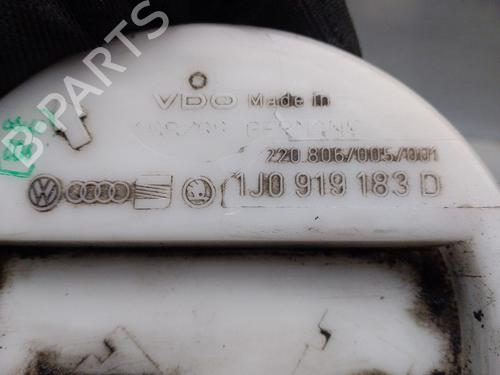 VDO Made in
220.806/005/001
1J0 919 183 D
B-PARTS